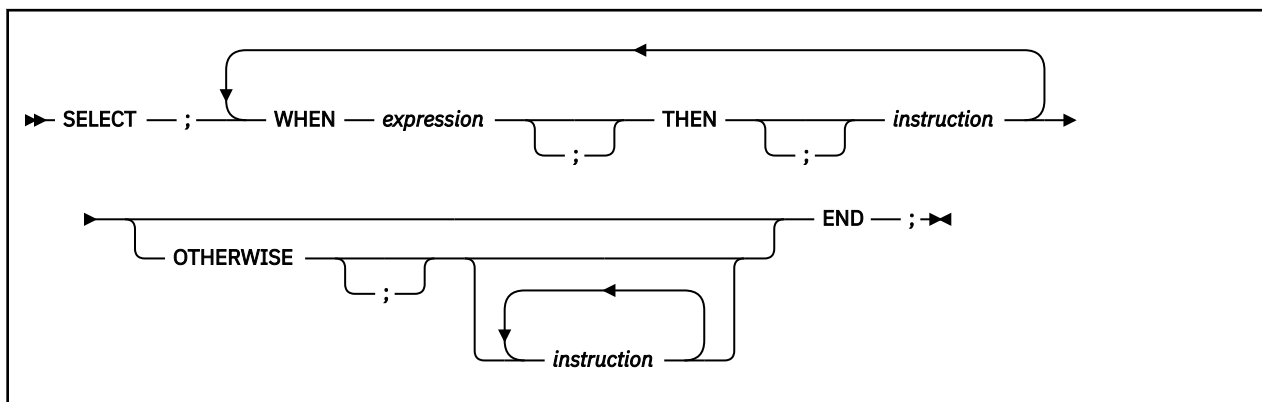 SELECT ; WHEN expression THEN instruction
; ;
END ;
OTHERWISE
;
instruction